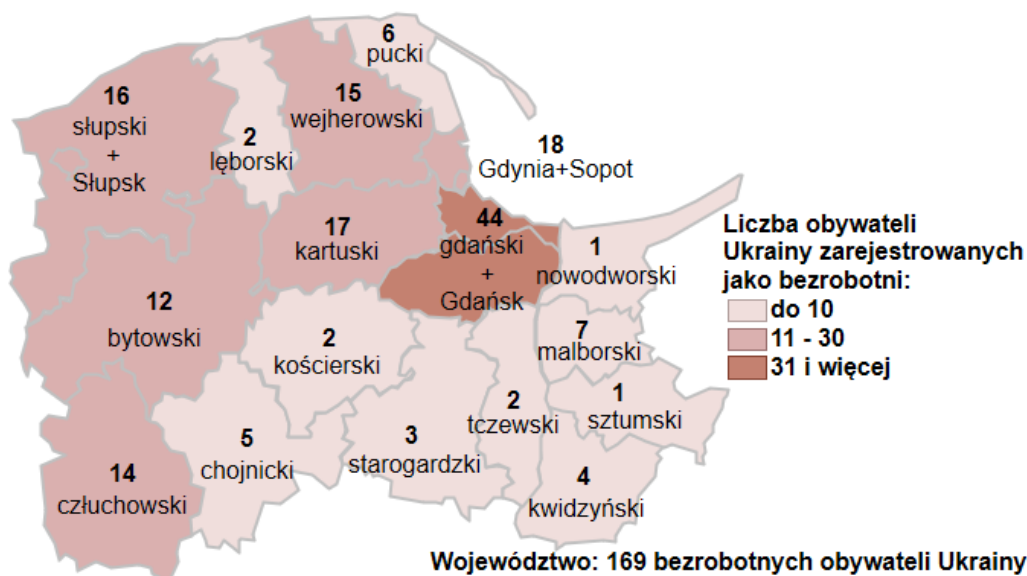 6
pucki
16
słupski
+
Słupsk
15
wejherowski
2
lęborski
18
Gdynia+Sopot
44
gdański
+
Gdańsk
17
kartuski
1
nowodworski
Liczba obywateli
Ukrainy zarejestrowanych
jako bezrobotni:
do 10
11 - 30
31 i więcej
12
bytowski
2
kościerski
7
malborski
1
sztumski
2
tczewski
5
chojnicki
3
starogardzki
14
człuchowski
4
kwidzyński
Województwo: 169 bezrobotnych obywateli Ukrainy